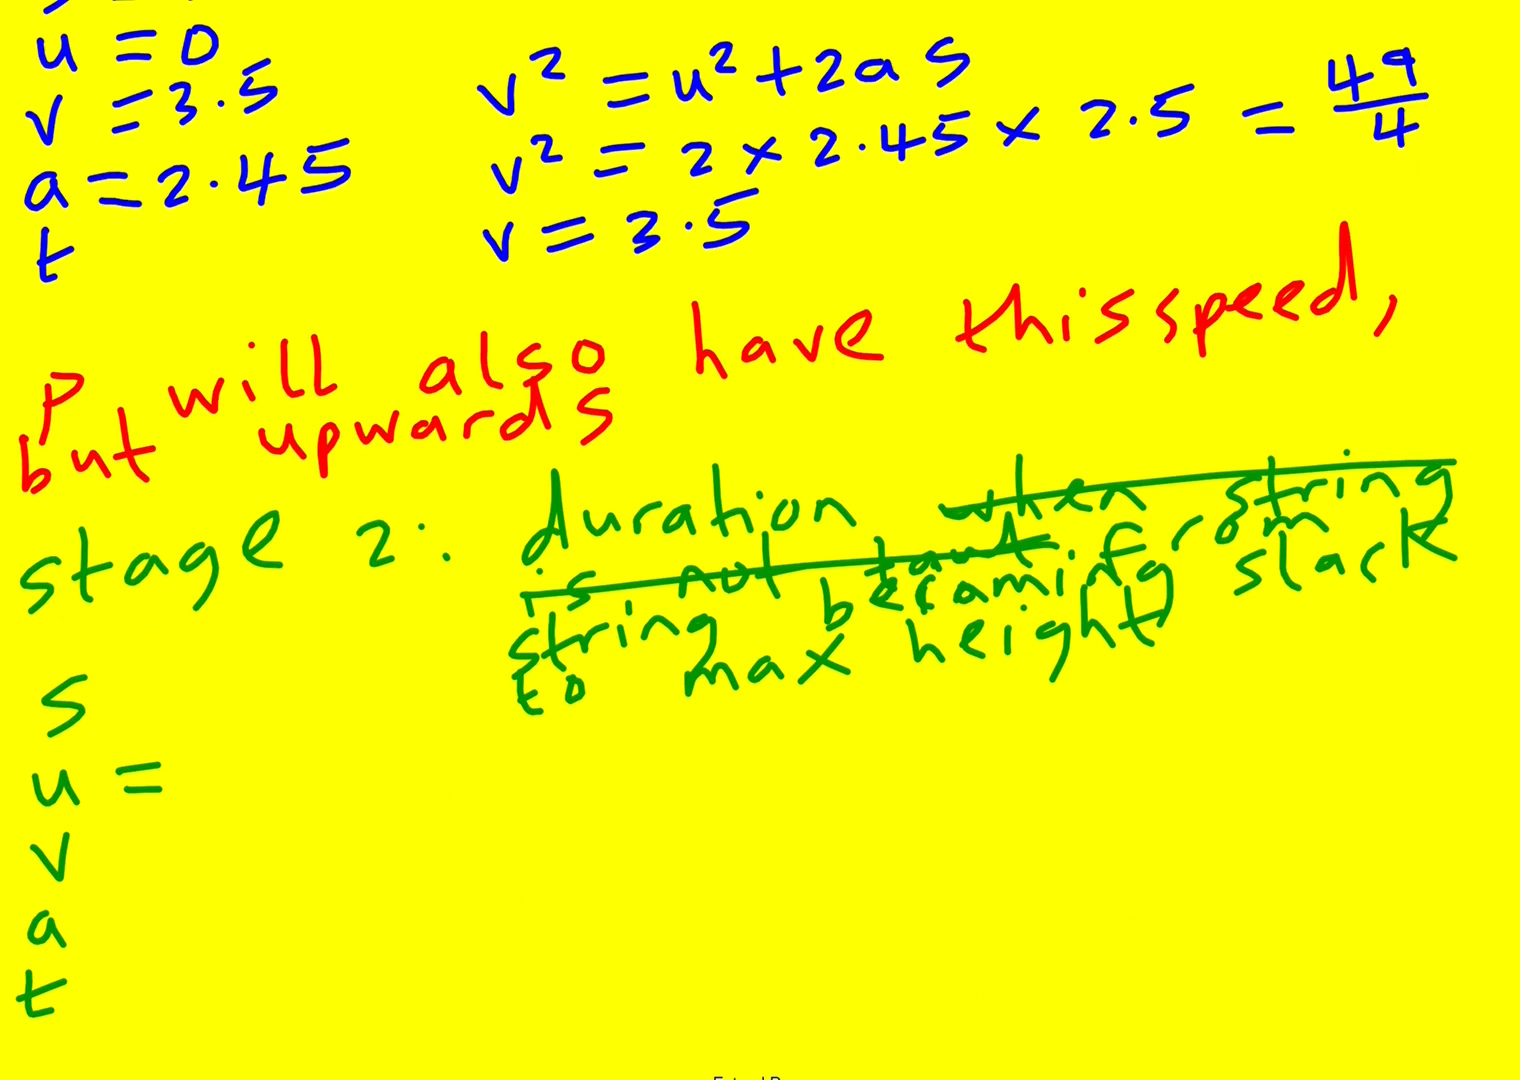 u = 0
v = 3.5
a = 2.45
t
v² = u² + 2as
v² = 2 × 2.45 × 2.5 = 49/4
v = 3.5
P will also have this speed,
but upwards
stage 2: duration when string
is not taut. from
string becaming slack
to max height
s
u =
v
a
t